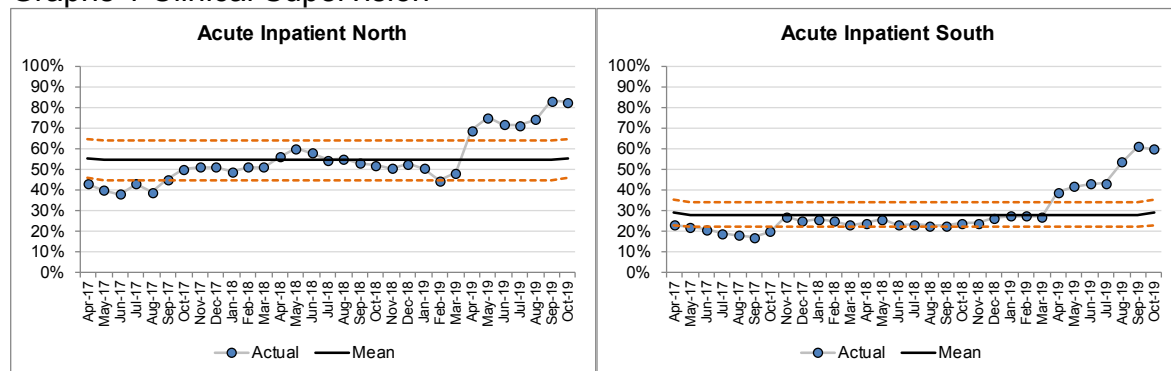 Graphs Clinical Supervision
Acute Inpatient North
100%
90%
80%
70%
60%
50%
40%
30%
20%
10%
0%
Apr-17
May-17
Jun-17
Jul-17
Aug-17
Sep-17
Oct-17
Nov-17
Dec-17
Jan-18
Feb-18
Mar-18
Apr-18
May-18
Jun-18
Jul-18
Aug-18
Sep-18
Oct-18
Nov-18
Dec-18
Jan-19
Feb-19
Mar-19
Apr-19
May-19
Jun-19
Jul-19
Aug-19
Sep-19
Oct-19
Actual Mean
Acute Inpatient South
100%
90%
80%
70%
60%
50%
40%
30%
20%
10%
0%
Apr-17
May-17
Jun-17
Jul-17
Aug-17
Sep-17
Oct-17
Nov-17
Dec-17
Jan-18
Feb-18
Mar-18
Apr-18
May-18
Jun-18
Jul-18
Aug-18
Sep-18
Oct-18
Nov-18
Dec-18
Jan-19
Feb-19
Mar-19
Apr-19
May-19
Jun-19
Jul-19
Aug-19
Sep-19
Oct-19
Actual Mean